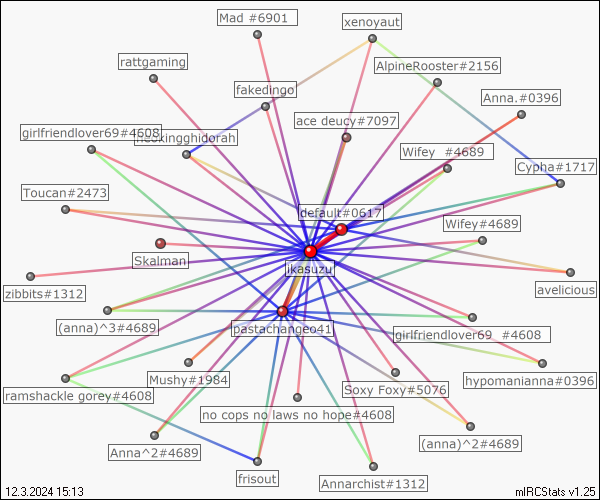 Mad #6901
xenoyaut
rattgaming
AlpineRooster#2156
fakedingo
Anna.#0396
ace deucy#7097
girlfriendlover69#4608
Wifey  #4689
Cypha#1717
Toucan#2473
default#0617
Wifey#4689
Skalman
likasuzu
zibbits#1312
avelicious
(anna)^3#4689
pastachangeo41
girlfriendlover69_#4608
Mushy#1984
Soxy Foxy#5076
hypomanianna#0396
ramshackle gorey#4608
no cops no laws no hope#4608
Anna^2#4689
(anna)^2#4689
frisout
Annarchist#1312
12.3.2024 15:13
mIRCStats v1.25